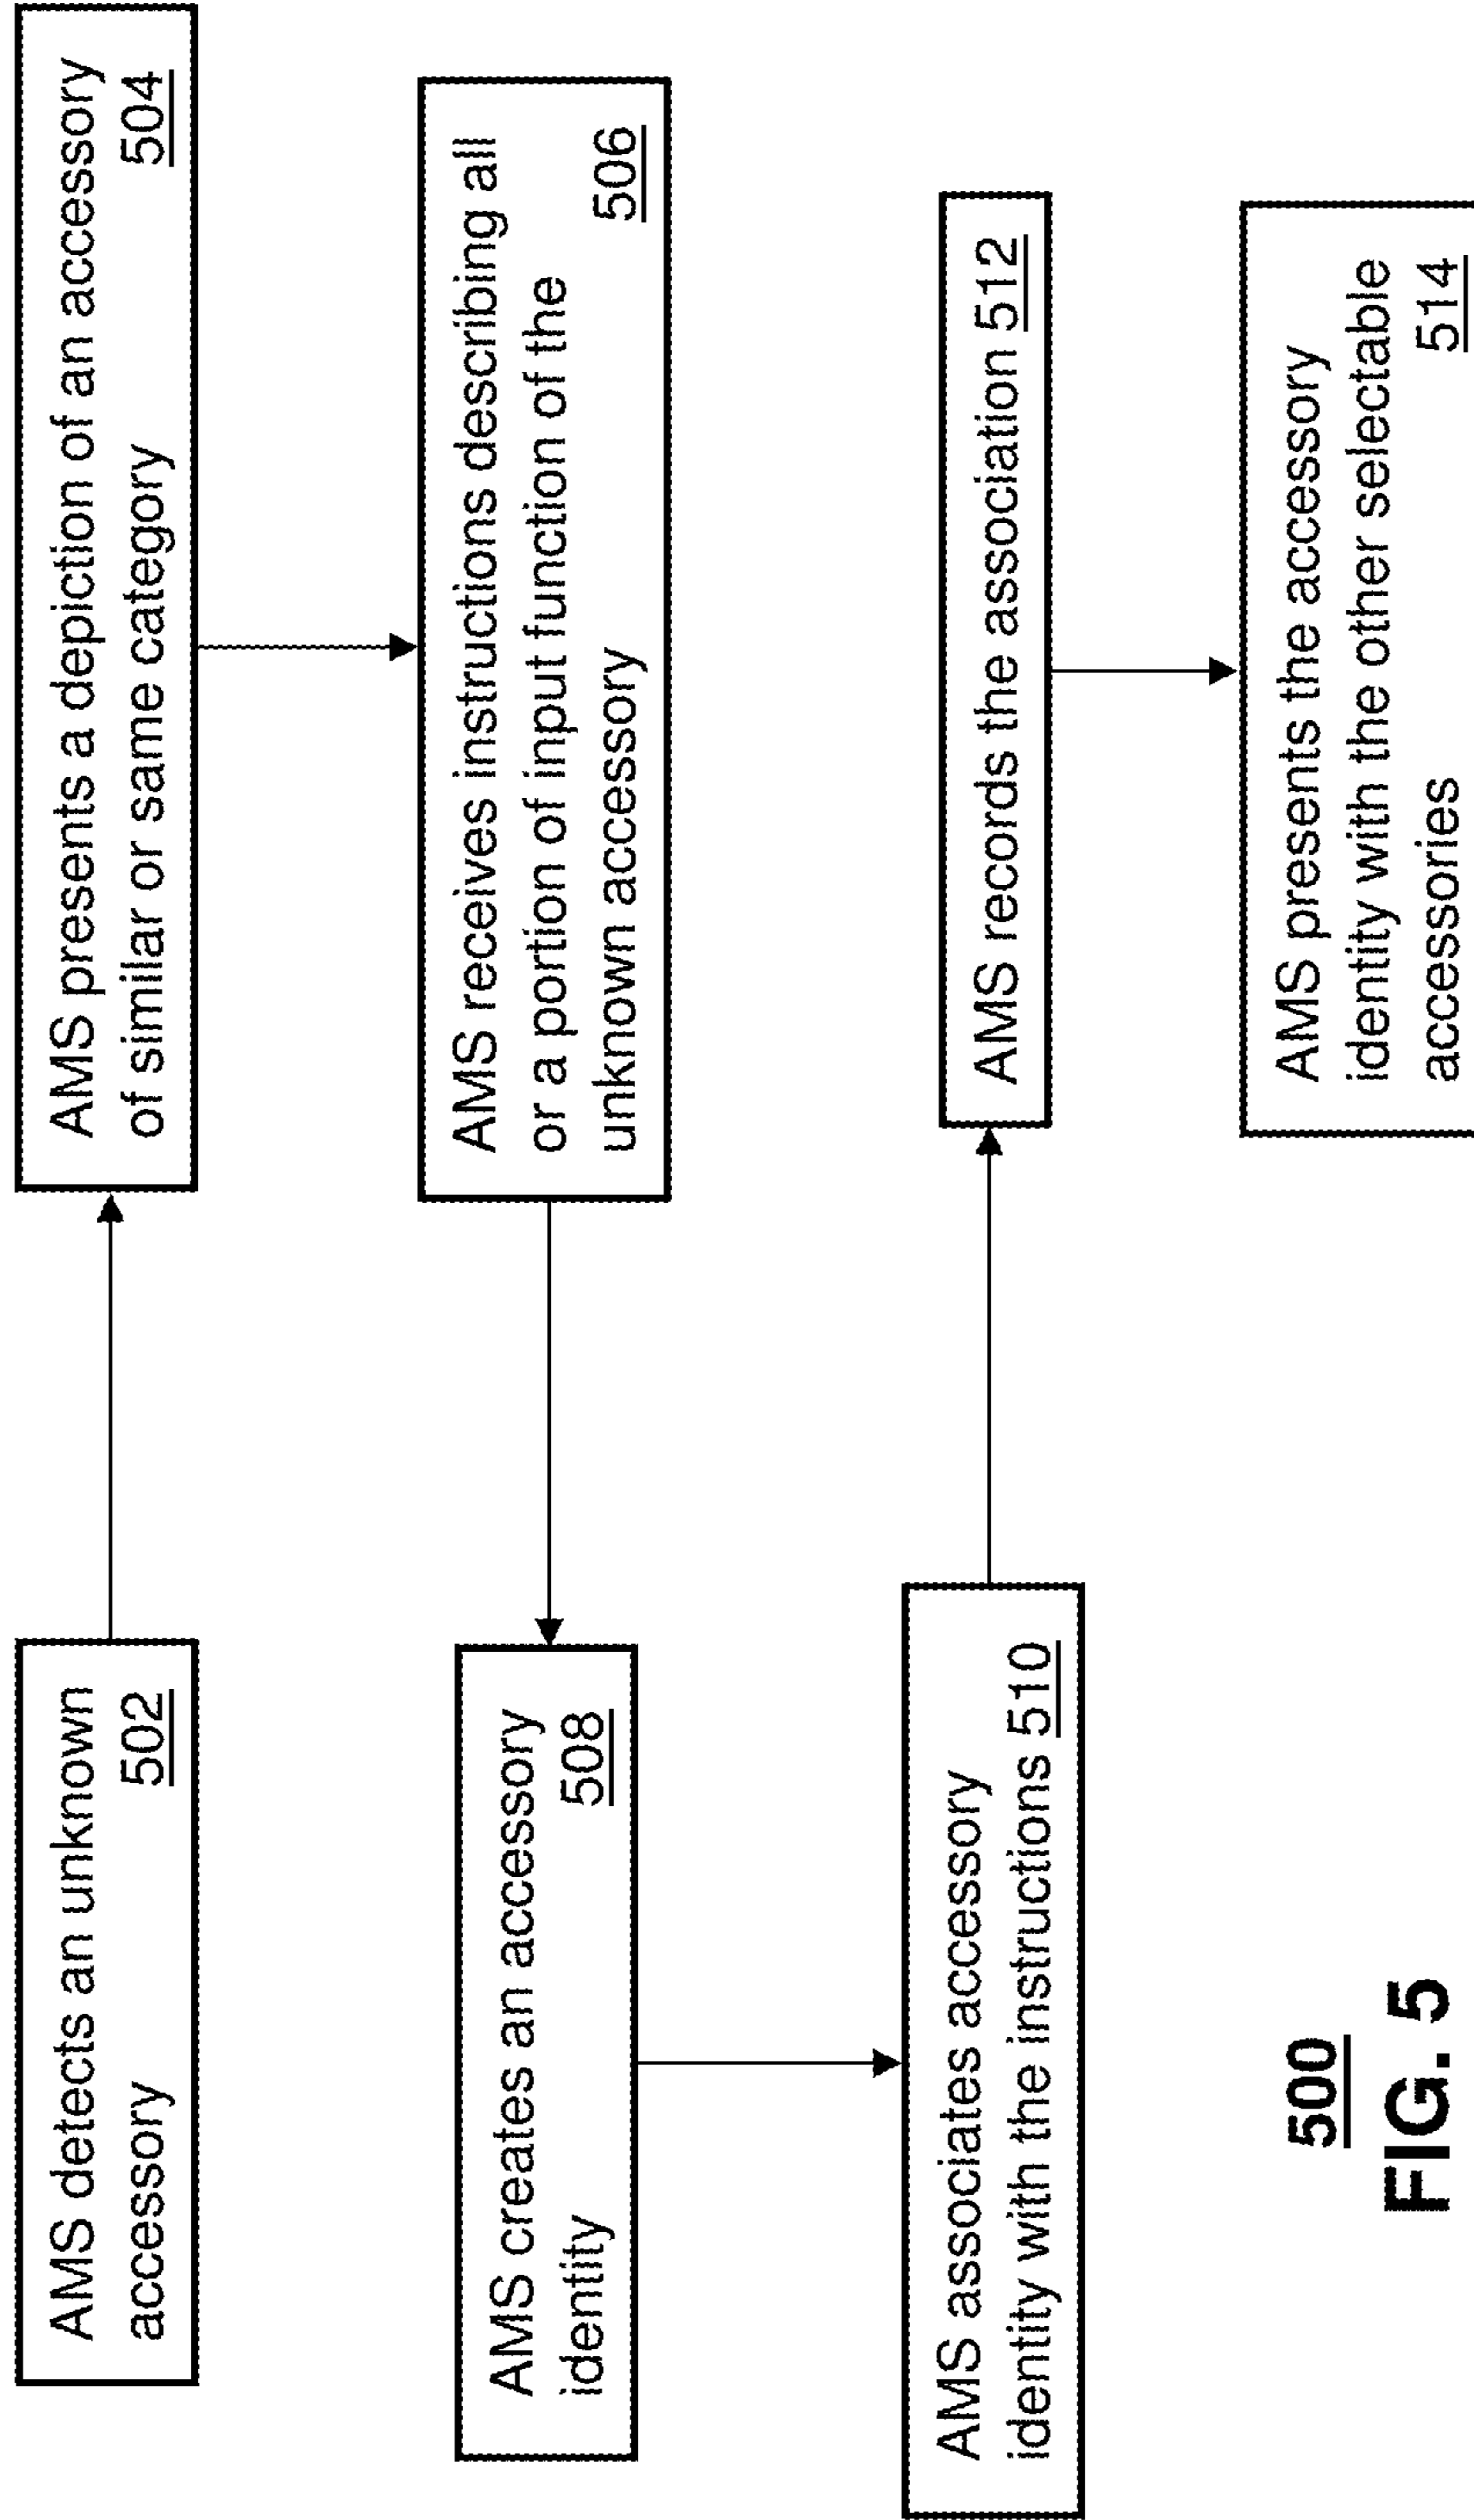 AMS detects an unknown
accessory 502
AMS presents a depiction of an accessory
of similar or same category 504
AMS receives instructions describing all
or a portion of input function of the
unknown accessory 506
AMS creates an accessory
identity 508
AMS associates accessory
identity with the instructions 510
AMS records the association 512
AMS presents the accessory
identity with the other selectable
accessories 514
500
FIG. 5